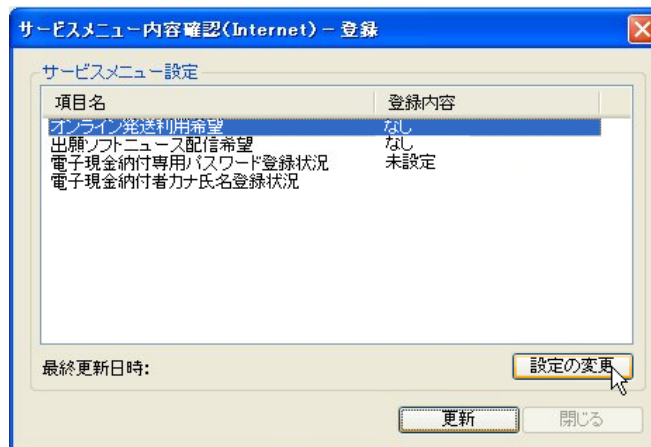 サービスメニュー内容確認(Internet) - 登録
サービスメニュー設定
項目名 登録内容
オンライン発送利用希望 なし
出願ソフトニュース配信希望 なし
電子現金納付専用パスワード登録状況 未設定
電子現金納付者カナ氏名登録状況
最終更新日時: 設定の変更
更新 閉じる